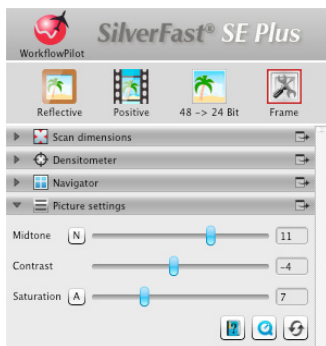 SilverFast® SE Plus
WorkflowPilot
Reflective Positive 48 -> 24 Bit Frame
Scan dimensions
Densitometer
Navigator
Picture settings
Midtone N 11
Contrast -4
Saturation A 7